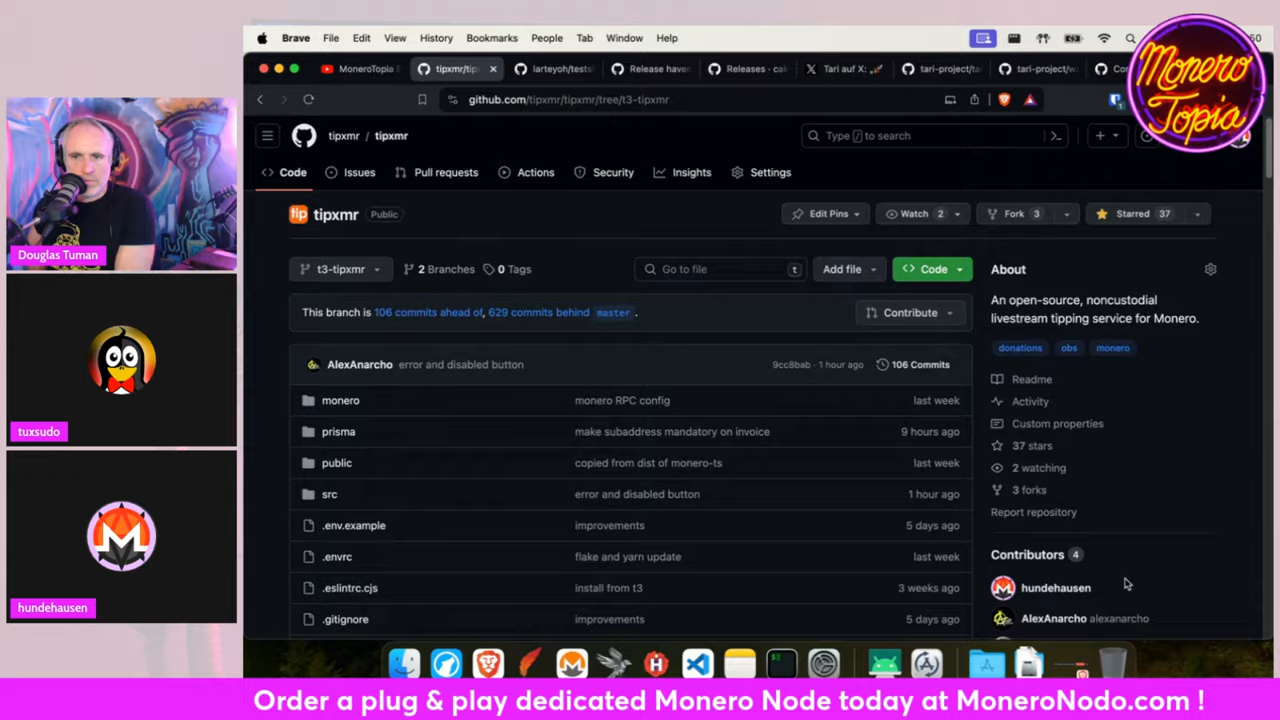 Brave File Edit View History Bookmarks People Tab Window Help
50
MoneroTopia E
tipxmr/tip
larteyoh/tests
Release haven
Releases · cak
Tari auf X:
tari-project/ta
tari-project/w
Co
github.com/tipxmr/tipxmr/tree/t3-tipxmr
Monero
Topia
tipxmr / tipxmr
Type / to search
Code Issues Pull requests Actions Security Insights Settings
tip tipxmr Public
Edit Pins Watch 2 Fork 3 Starred 37
Douglas Tuman
t3-tipxmr 2 Branches 0 Tags Go to file t Add file Code
This branch is 106 commits ahead of, 629 commits behind master .
Contribute
AlexAnarcho error and disabled button 9cc8bab · 1 hour ago 106 Commits
monero monero RPC config last week
prisma make subaddress mandatory on invoice 9 hours ago
public copied from dist of monero-ts last week
src error and disabled button 1 hour ago
.env.example improvements 5 days ago
.envrc flake and yarn update last week
.eslintrc.cjs install from t3 3 weeks ago
.gitignore improvements 5 days ago
About
An open-source, noncustodial
livestream tipping service for Monero.
donations obs monero
Readme
Activity
Custom properties
37 stars
2 watching
3 forks
Report repository
Contributors 4
hundehausen
AlexAnarcho alexanarcho
tuxsudo
hundehausen
Order a plug & play dedicated Monero Node today at MoneroNodo.com !